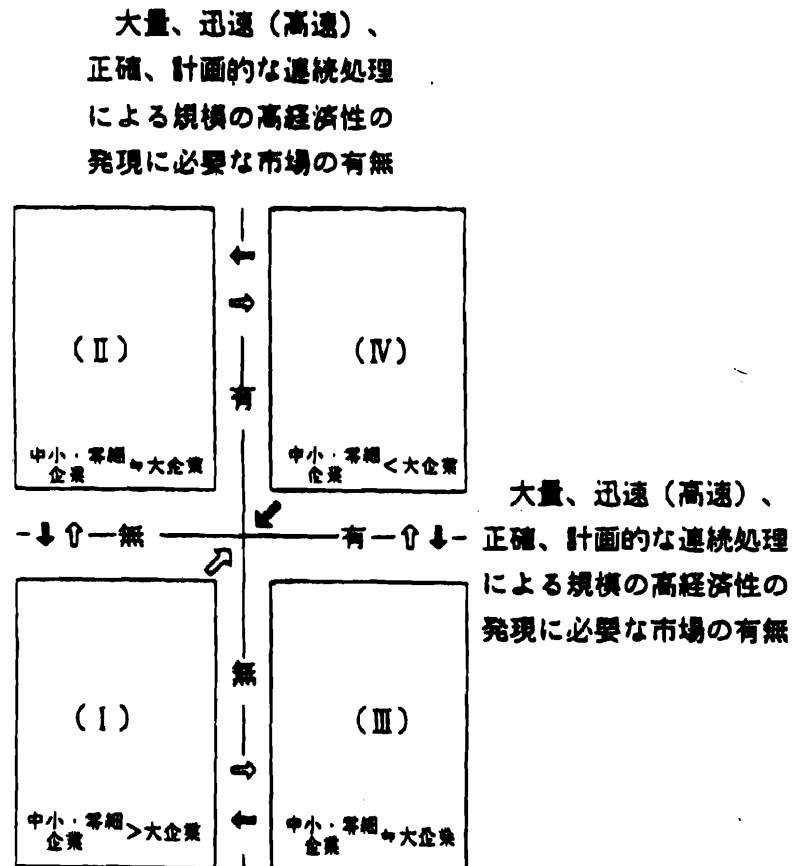 大量、迅速（高速）、
正確、計画的な連続処理
による規模の高経済性の
発現に必要な市場の有無
（Ⅱ）
中小・零細企業≒大企業
（Ⅳ）
中小・零細企業＜大企業
有
無
有
大量、迅速（高速）、
正確、計画的な連続処理
による規模の高経済性の
発現に必要な市場の有無
無
（Ⅰ）
中小・零細企業＞大企業
（Ⅲ）
中小・零細企業≒大企業